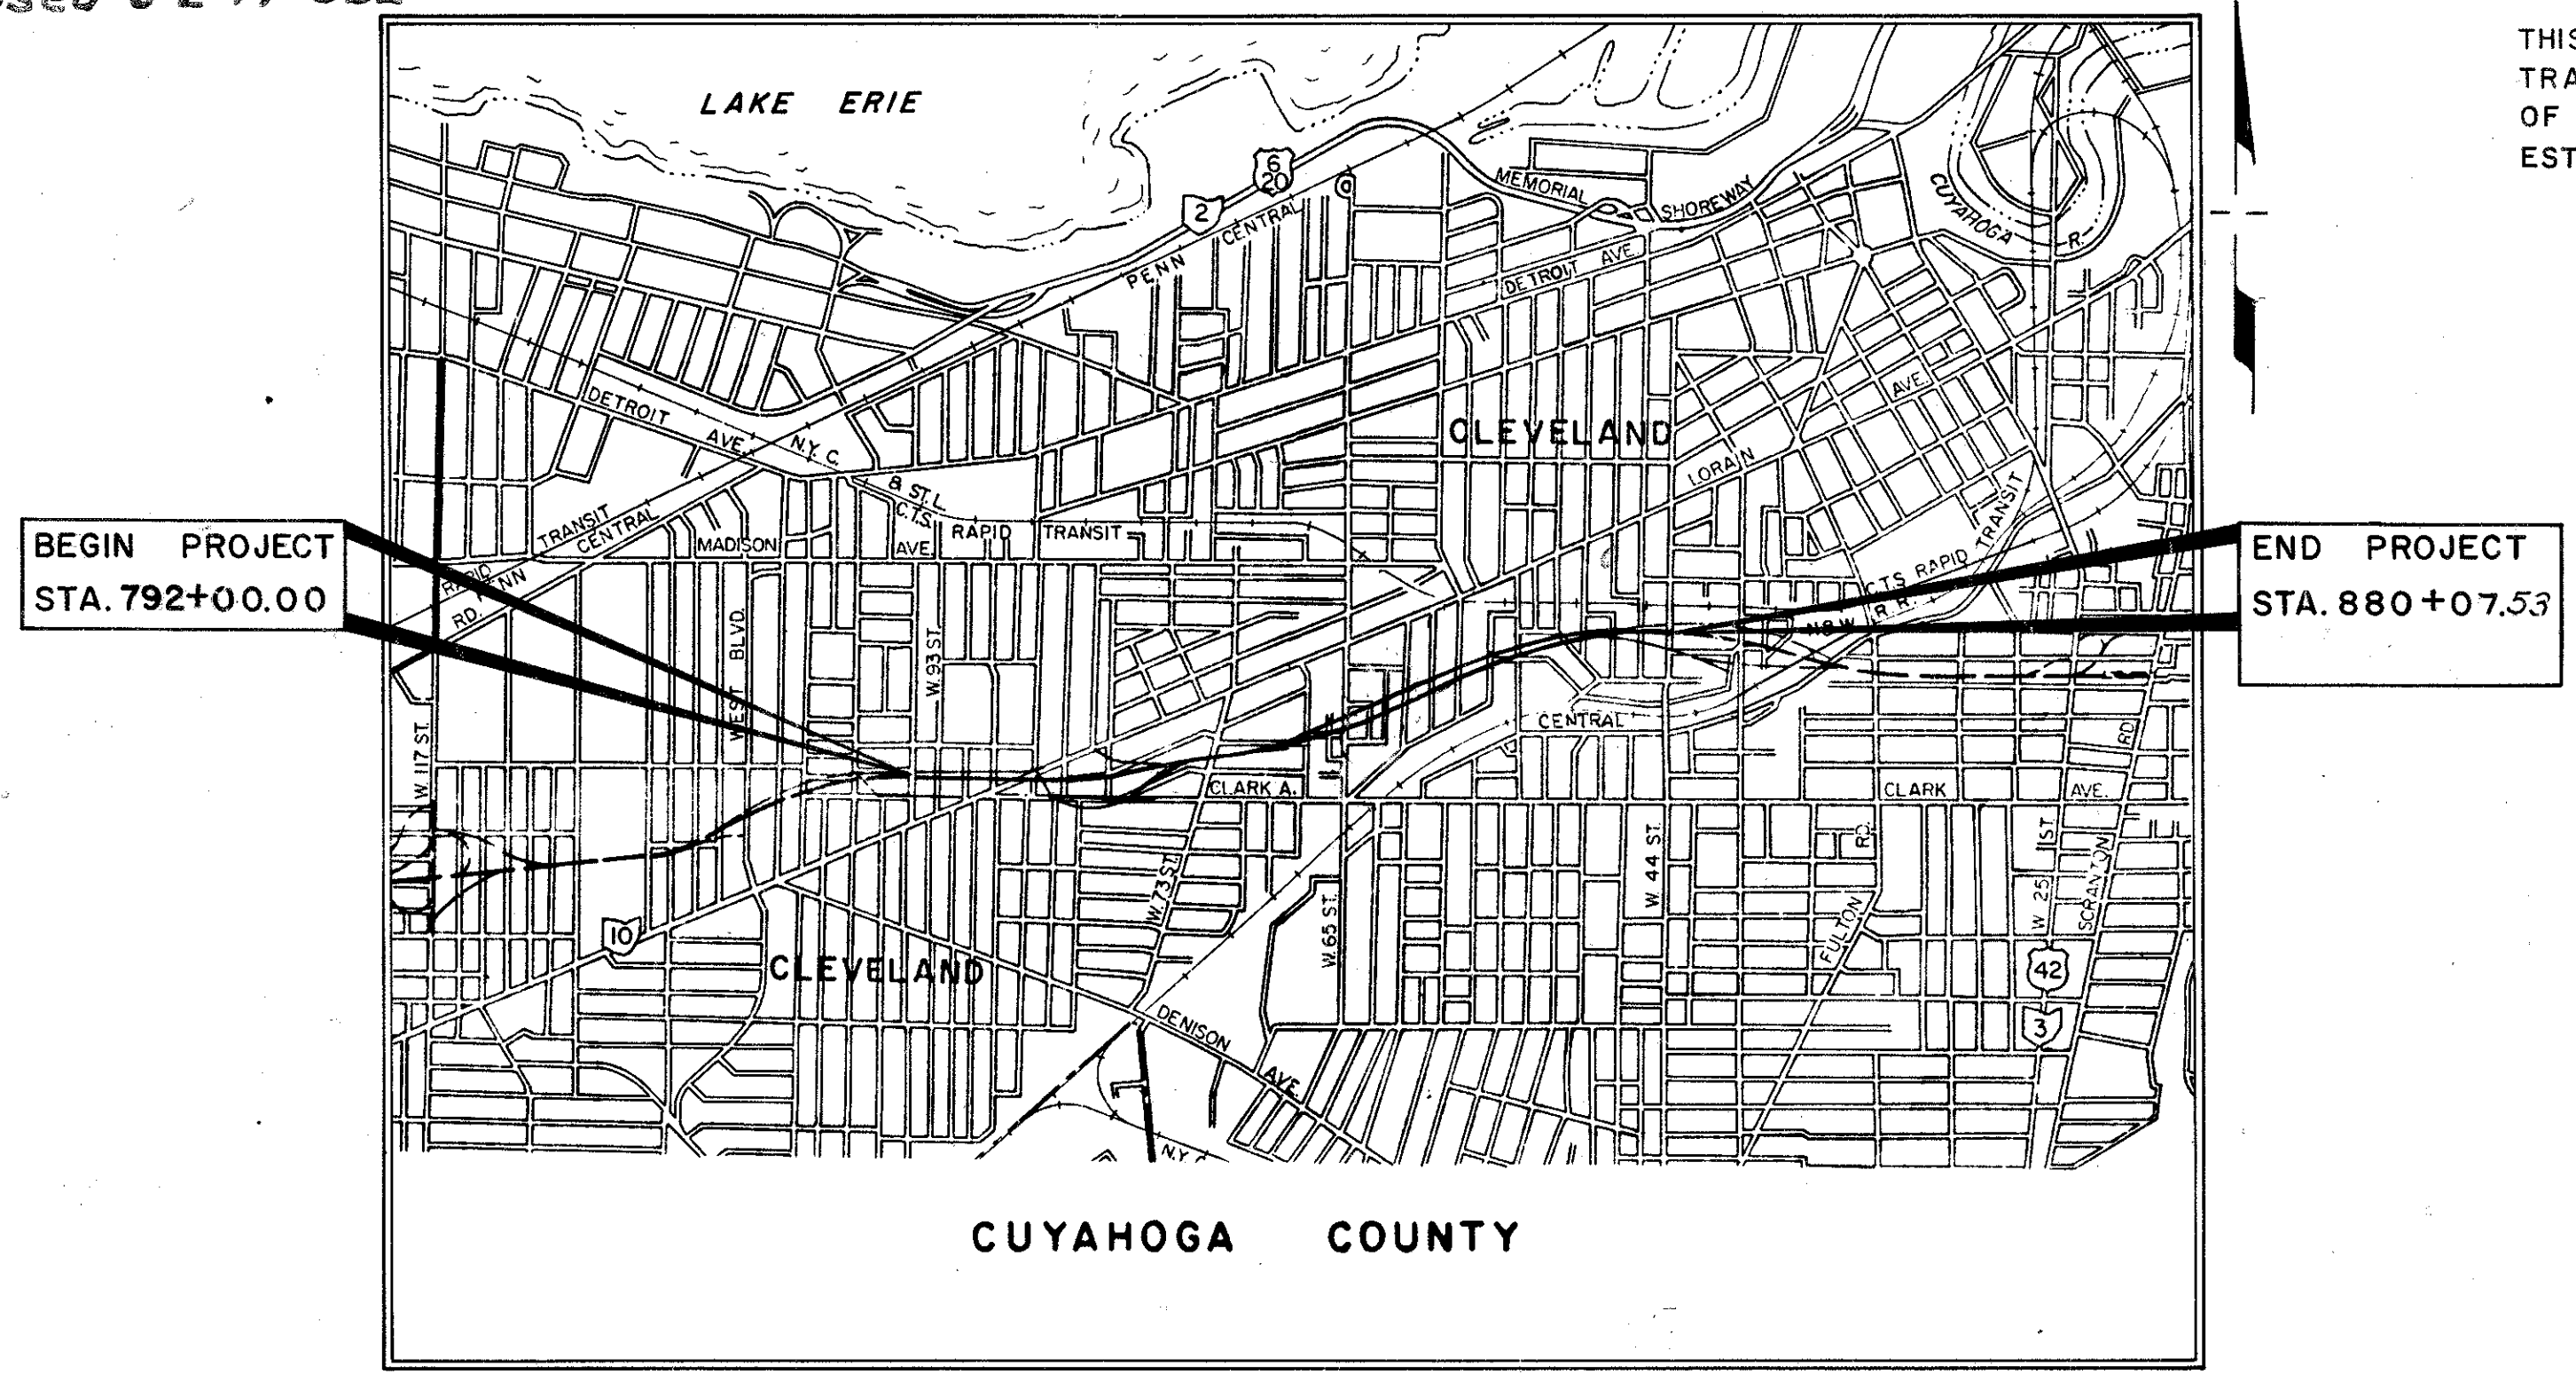 THIS
TRA
OF
EST
LAKE ERIE
6
20
2
MEMORIAL
SHOREWAY
CUYAHOGA R.
PENN CENTRAL
DETROIT AVE.
DETROIT AVE.
N.Y. C.
& ST. L.
CLEVELAND
LORAIN AVE.
C.T.S. RAPID TRANSIT
TRANSIT
CENTRAL
MADISON AVE.
RAPID
PENN
RD.
C.T.S. RAPID TRANSIT
N&W R.R.
BEGIN PROJECT
STA. 792+00.00
END PROJECT
STA. 880+07.53
WEST BLVD.
W. 93 ST.
W. 117 ST.
CENTRAL
CLARK A.
CLARK AVE.
RD.
W. 73 ST.
W. 65 ST.
W. 44 ST.
FULTON RD.
W 25 ST.
SCRANTON
10
CLEVELAND
42
3
DENISON AVE.
N.Y. C
CUYAHOGA COUNTY